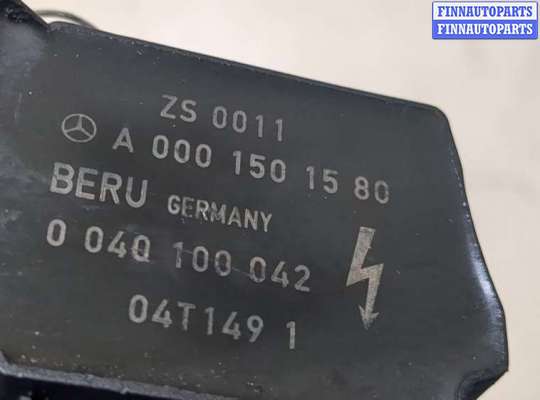 FINNAUTOPARTS
FINNAUTOPARTS
ZS 0011
A 000 150 15 80
BERU GERMANY
0 040 100 042
04T149 1